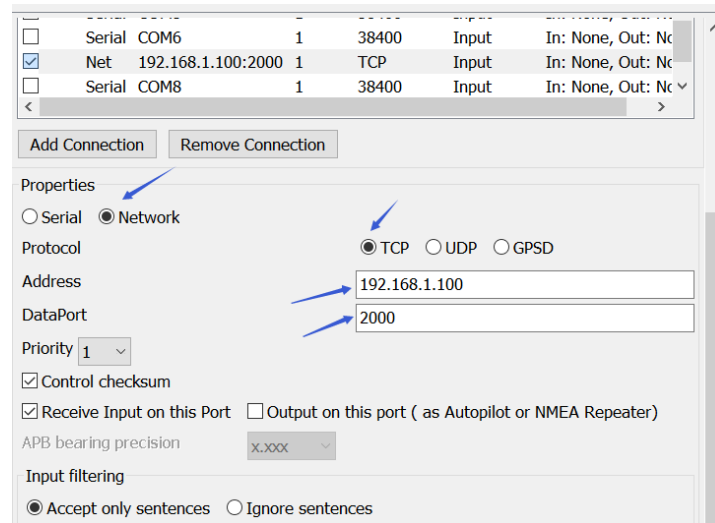 Serial COM6 1 38400 Input In: None, Out: Nc
Net 192.168.1.100:2000 1 TCP Input In: None, Out: Nc
Serial COM8 1 38400 Input In: None, Out: Nc
Add Connection Remove Connection
Properties
Serial Network
Protocol TCP UDP GPSD
Address 192.168.1.100
DataPort 2000
Priority 1
Control checksum
Receive Input on this Port Output on this port ( as Autopilot or NMEA Repeater)
APB bearing precision x.xxx
Input filtering
Accept only sentences Ignore sentences